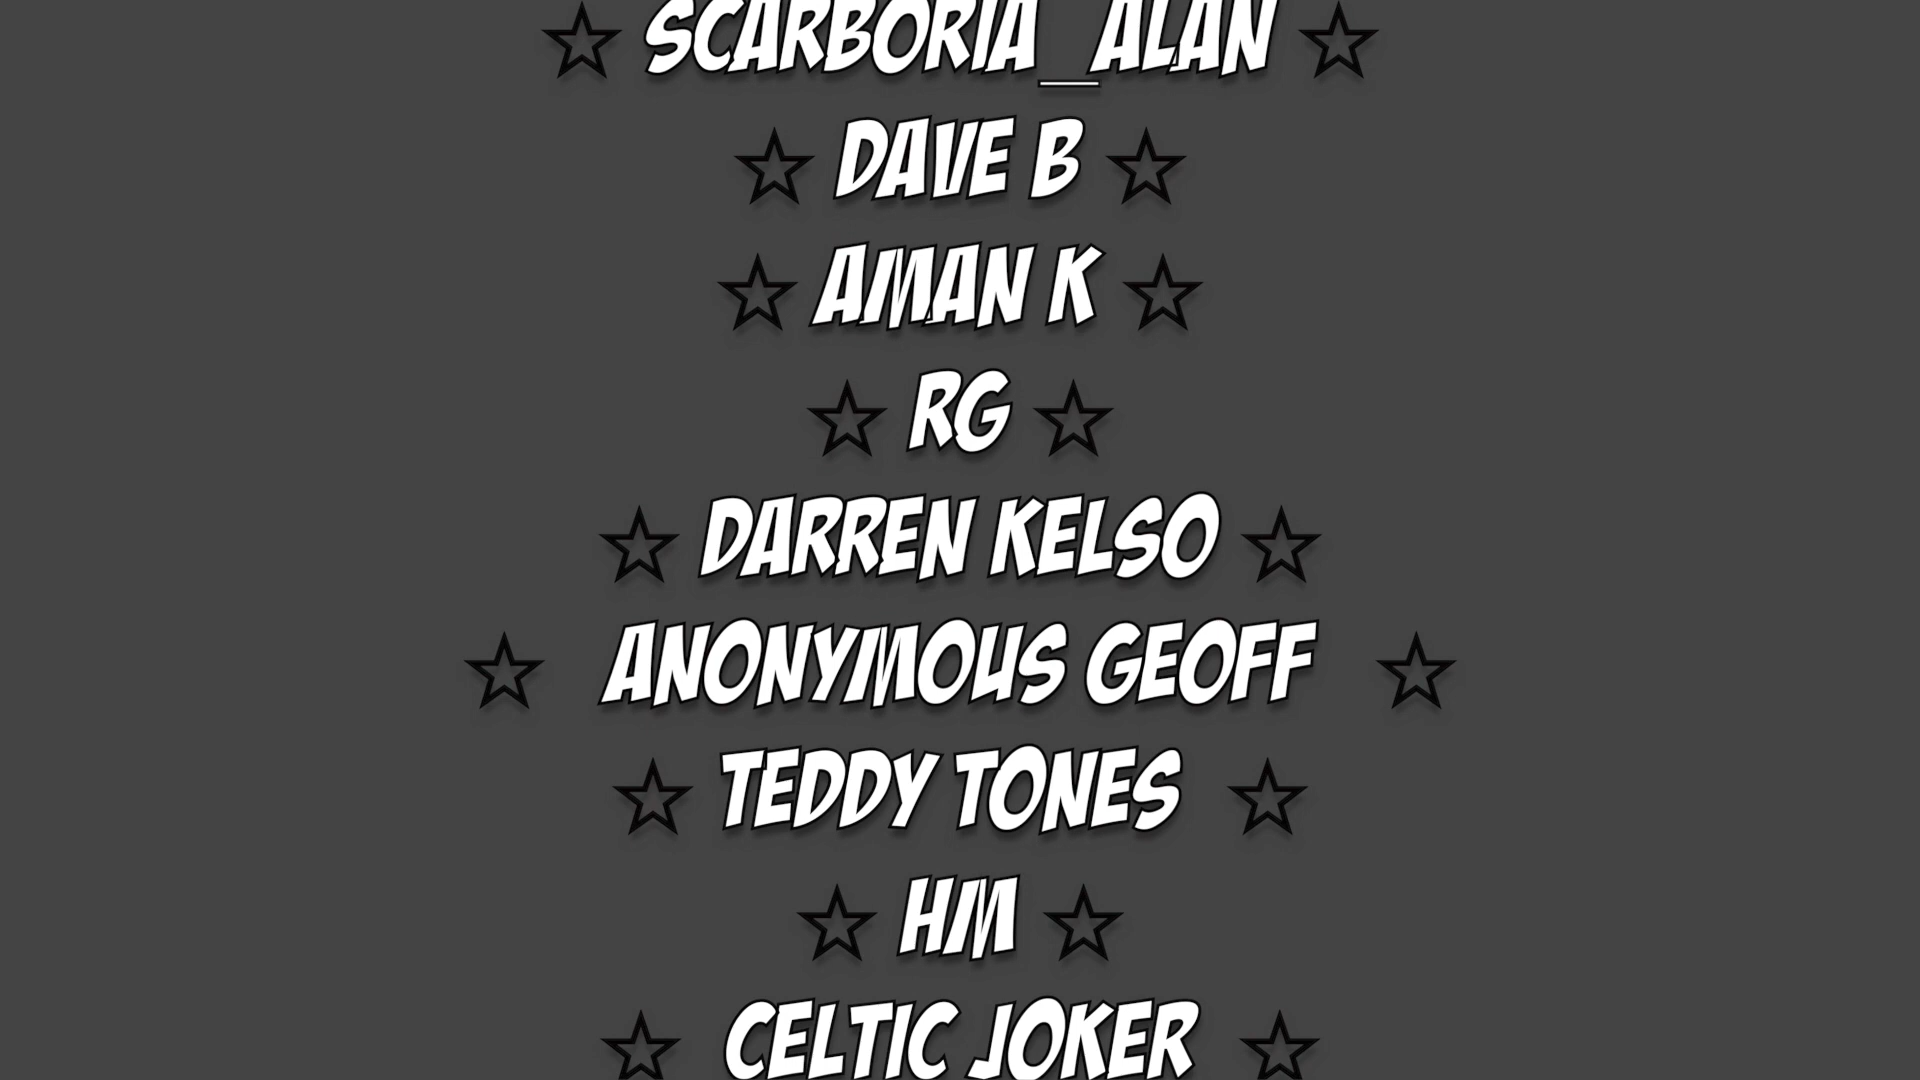 ☆ SCARBORIA_ALAN ☆
☆ DAVE B ☆
☆ AMAN K ☆
☆ RG ☆
☆ DARREN KELSO ☆
☆ ANONYMOUS GEOFF ☆
☆ TEDDY TONES ☆
☆ HM ☆
☆ CELTIC JOKER ☆